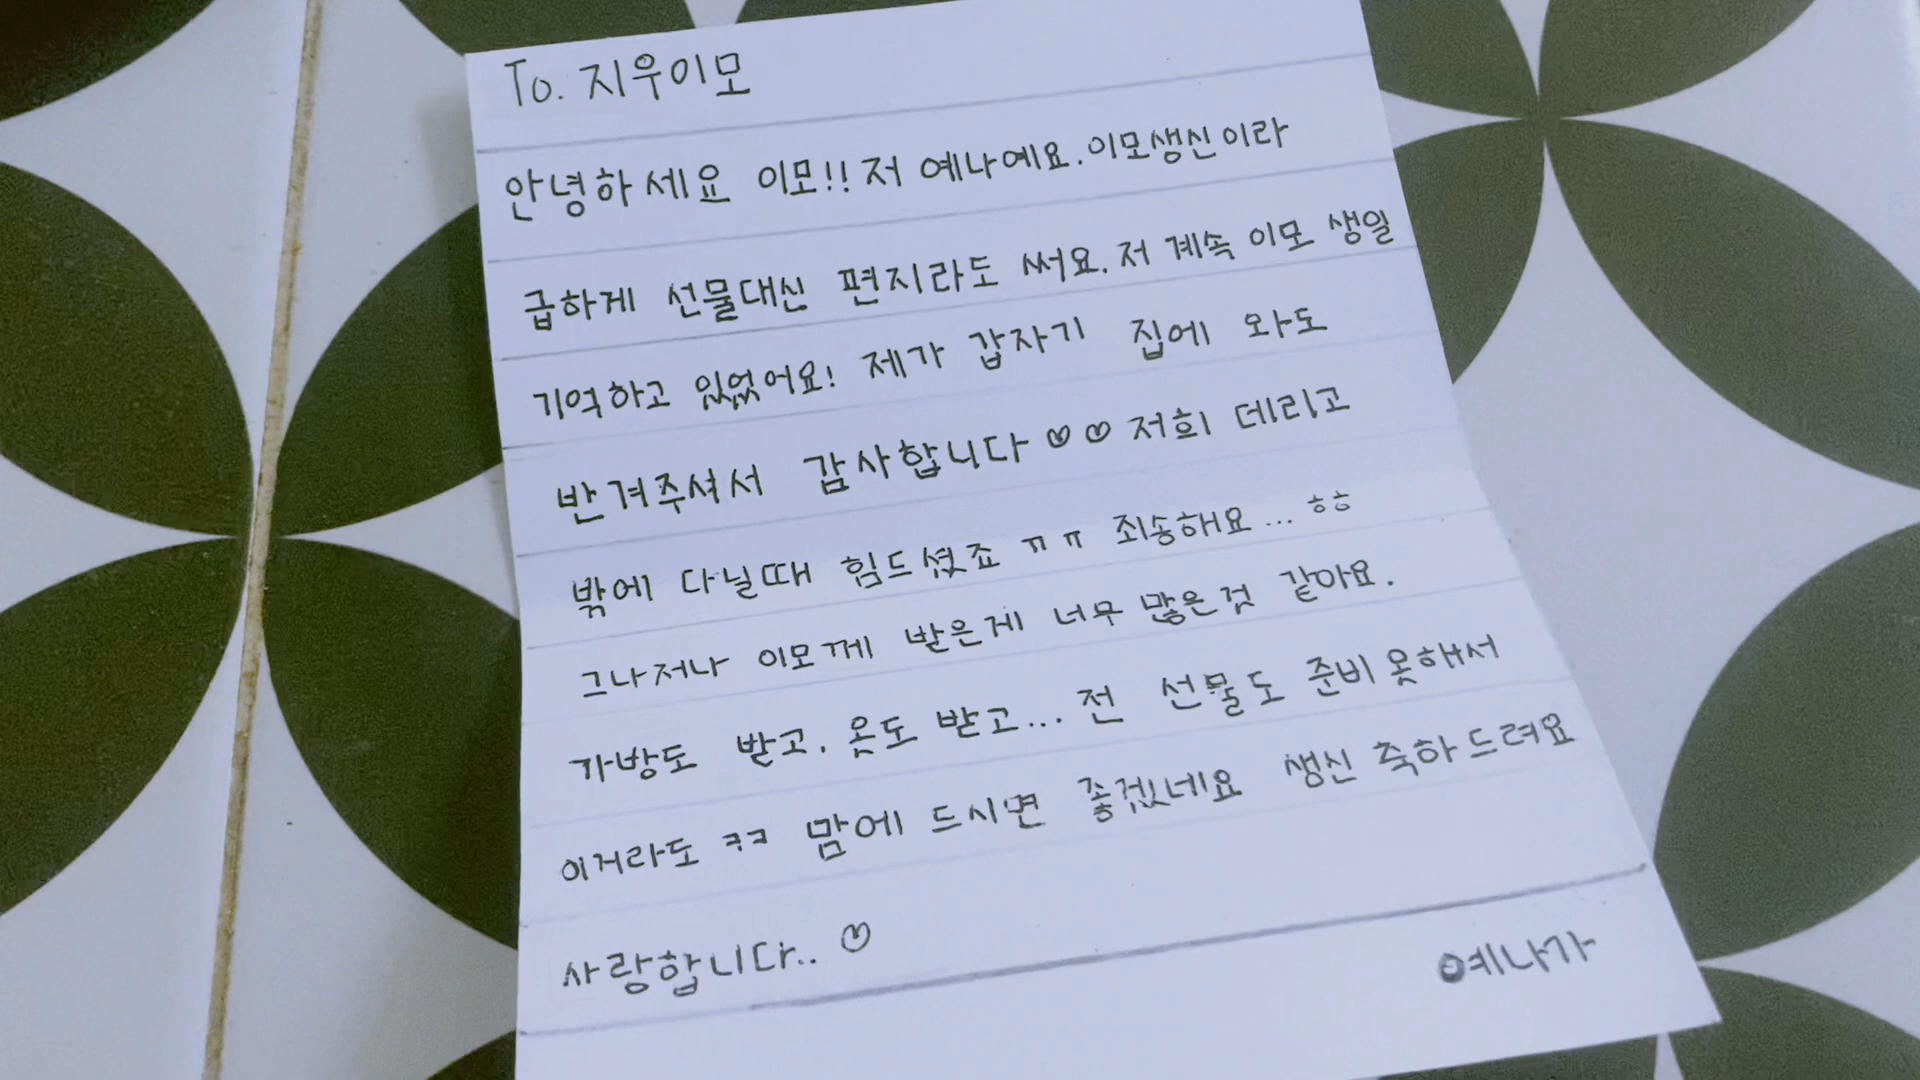 To. 지우이모
안녕하세요 이모!! 저 예나예요. 이모생신이라
급하게 선물대신 편지라도 써요. 저 계속 이모 생일
기억하고 있었어요! 제가 갑자기 집에 와도
반겨주셔서 감사합니다♡♡ 저희 데리고
밖에 다닐때 힘드셨죠 ㅠㅠ 죄송해요... ㅎㅎ
그나저나 이모께 받은게 너무 많은것 같아요.
가방도 받고. 옷도 받고... 전 선물도 준비 못해서
이거라도 ㅋㅋ 맘에 드시면 좋겠네요 생신 축하드려요
사랑합니다.. ♡
예나가